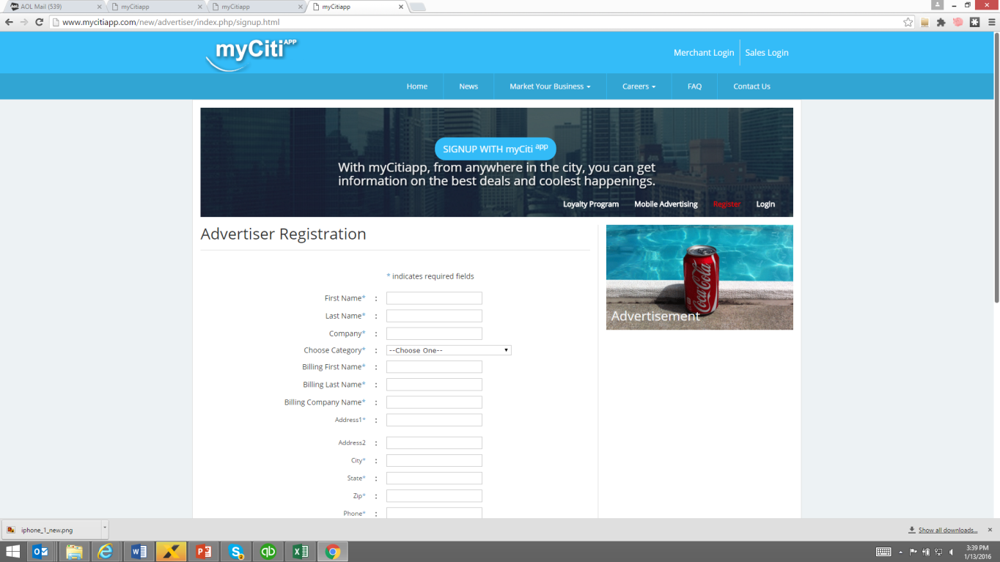 AOL Mail (539)
myCitiapp
myCitiapp
myCitiapp
www.mycitiapp.com/new/advertiser/index.php/signup.html
myCiti APP
Merchant Login
Sales Login
Home
News
Market Your Business
Careers
FAQ
Contact Us
SIGNUP WITH myCiti app
With myCitiapp, from anywhere in the city, you can get
information on the best deals and coolest happenings.
Loyalty Program
Mobile Advertising
Register
Login
Advertiser Registration
* indicates required fields
First Name* :
Last Name* :
Company* :
Choose Category* : --Choose One--
Billing First Name* :
Billing Last Name* :
Billing Company Name* :
Address1* :
Address2 :
City* :
State* :
Zip* :
Phone* :
Coca-Cola
Advertisement
iphone_1_new.png
Show all downloads...
3:39 PM
1/13/2016